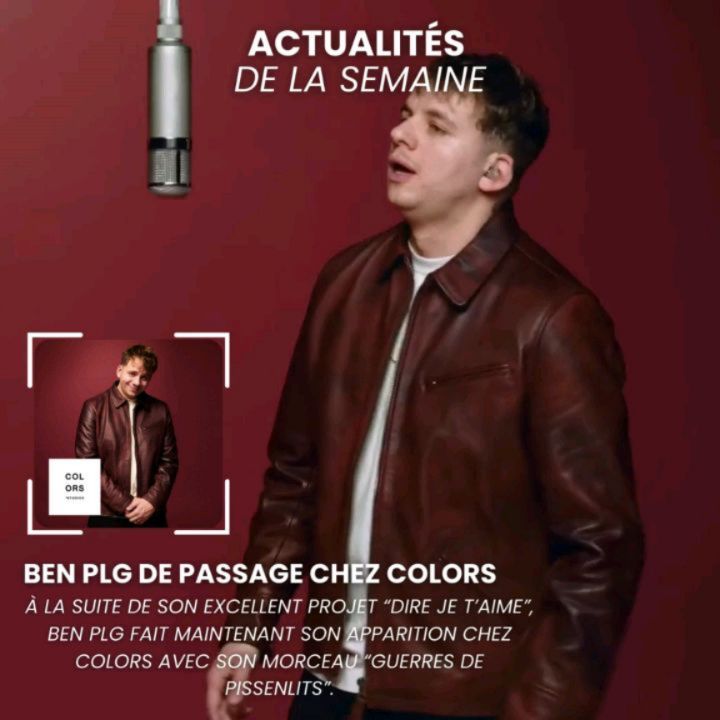 ACTUALITÉS
DE LA SEMAINE
COL
ORS
STUDIOS
BEN PLG DE PASSAGE CHEZ COLORS
À LA SUITE DE SON EXCELLENT PROJET “DIRE JE T’AIME”,
BEN PLG FAIT MAINTENANT SON APPARITION CHEZ
COLORS AVEC SON MORCEAU “GUERRES DE
PISSENLITS”.